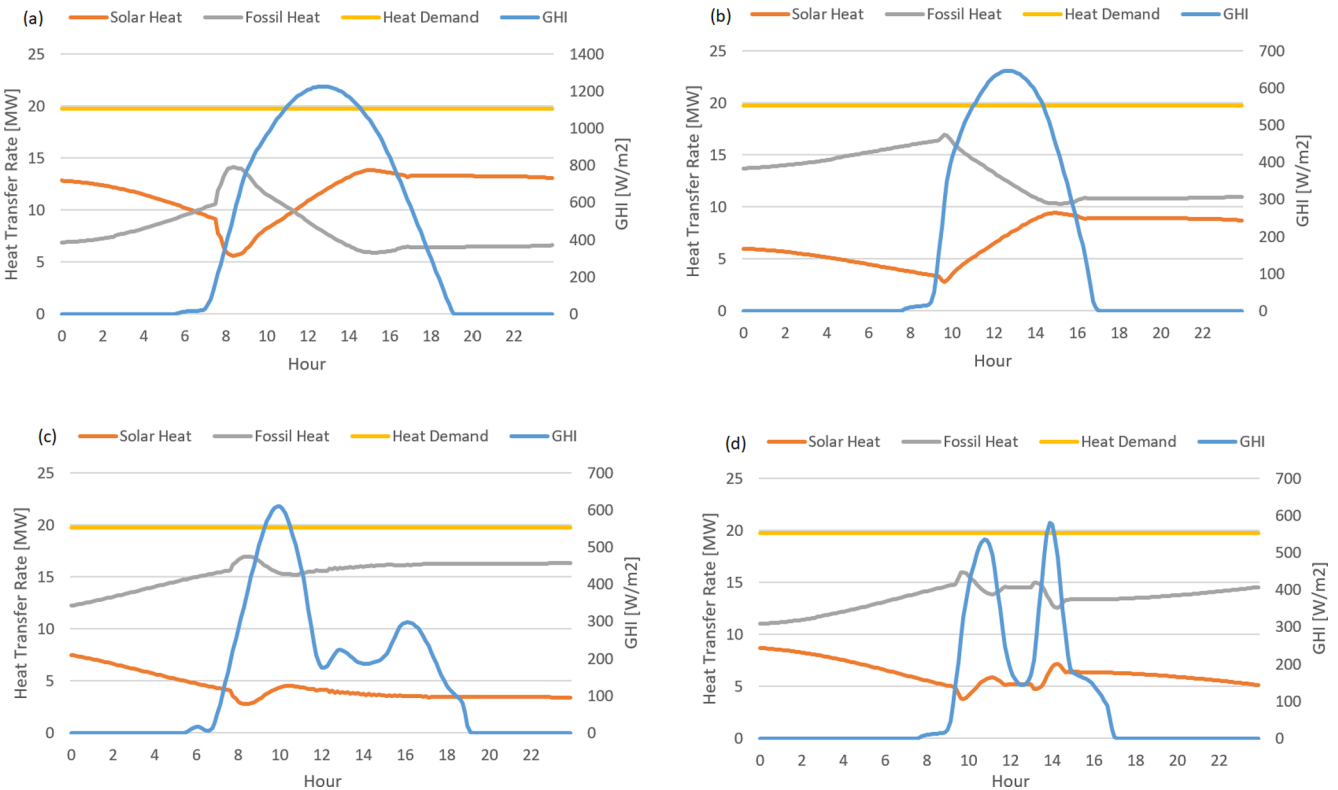 (a)
Solar Heat Fossil Heat Heat Demand GHI
Heat Transfer Rate [MW]
25
20
15
10
5
0
1400
1200
1000
800
600
400
200
0
GHI [W/m2]
0 2 4 6 8 10 12 14 16 18 20 22
Hour
(b)
Solar Heat Fossil Heat Heat Demand GHI
Heat Transfer Rate [MW]
25
20
15
10
5
0
700
600
500
400
300
200
100
0
GHI [W/m2]
0 2 4 6 8 10 12 14 16 18 20 22
Hour
(c)
Solar Heat Fossil Heat Heat Demand GHI
Heat Transfer Rate [MW]
25
20
15
10
5
0
700
600
500
400
300
200
100
0
GHI [W/m2]
0 2 4 6 8 10 12 14 16 18 20 22
Hour
(d)
Solar Heat Fossil Heat Heat Demand GHI
Heat Transfer Rate [MW]
25
20
15
10
5
0
700
600
500
400
300
200
100
0
GHI [W/m2]
0 2 4 6 8 10 12 14 16 18 20 22
Hour